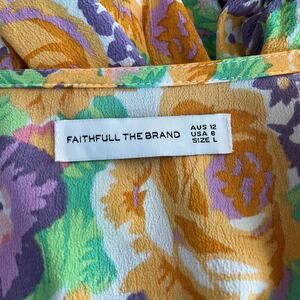 FAITHFULL THE BRAND
AUS 12
USA 8
SIZE L